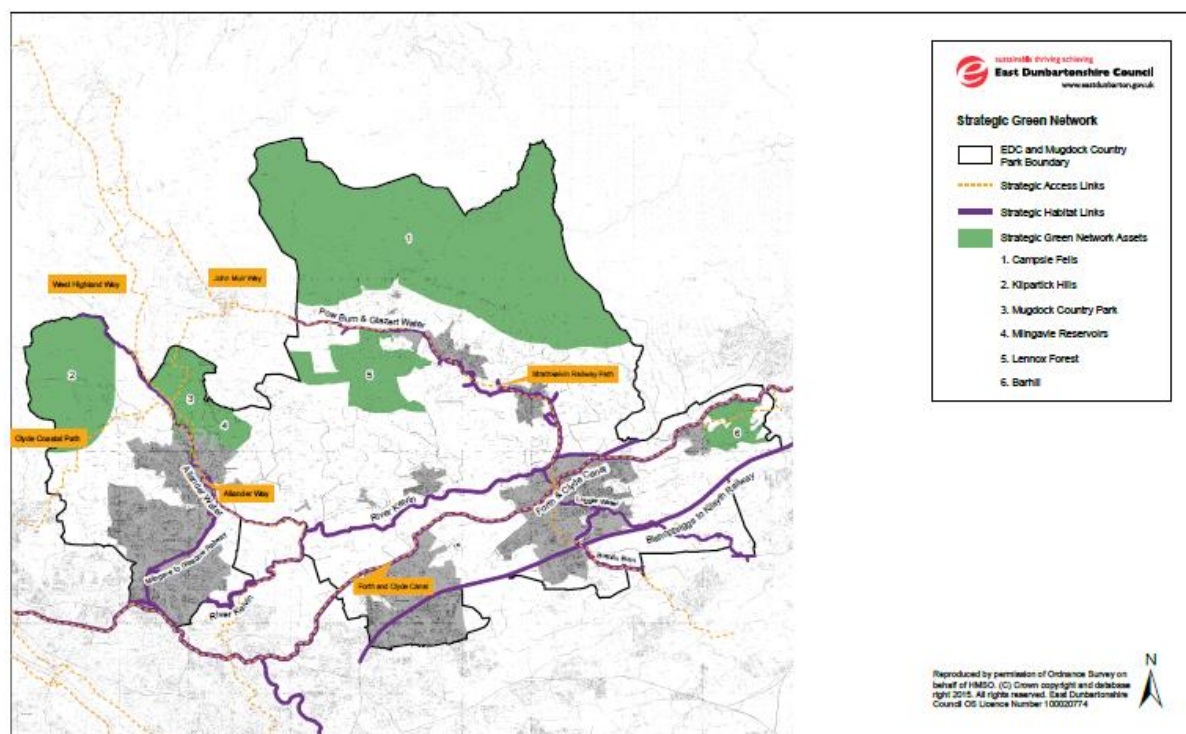 1
2
3
4
5
6
West Highland Way
John Muir Way
Pow Burn & Glazert Water
Strathkelvin Railway Path
Clyde Coastal Path
Allander Water
Allander Way
River Kelvin
Forth & Clyde Canal
Luggie Water
Bishopbriggs to Kilsyth Railway
Bothlin Burn
Milngavie to Glasgow Railway
Forth and Clyde Canal
River Kelvin
sustainable thriving achieving
East Dunbartonshire Council
www.eastdunbarton.gov.uk
Strategic Green Network
EDC and Mugdock Country
Park Boundary
Strategic Access Links
Strategic Habitat Links
Strategic Green Network Assets
1. Campsie Fells
2. Kilpartick Hills
3. Mugdock Country Park
4. Milngavie Reservoirs
5. Lennox Forest
6. Barhill
Reproduced by permission of Ordnance Survey on
behalf of HMSO. (C) Crown copyright and database
right 2015. All rights reserved. East Dunbartonshire
Council OS Licence Number 100020774
N